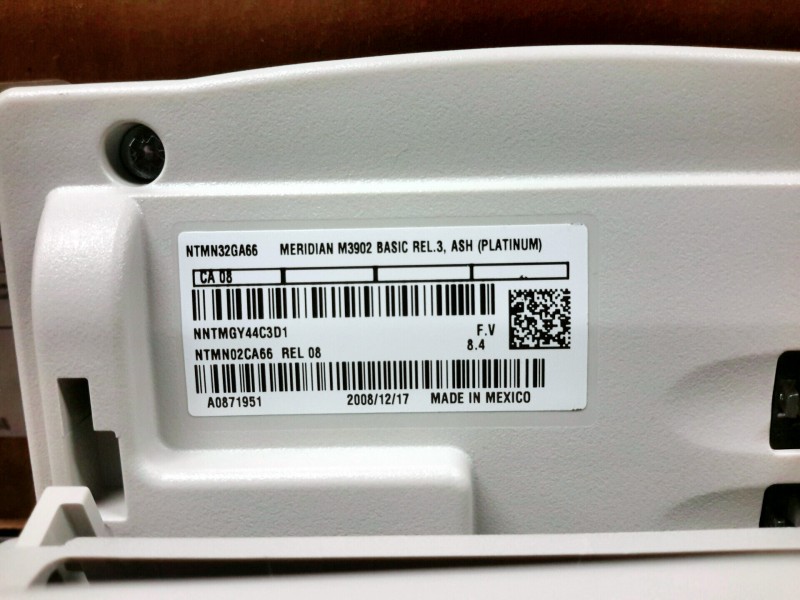 NTMN32GA66 MERIDIAN M3902 BASIC REL.3, ASH (PLATINUM)
CA 08
NNTMGY44C3D1 F.V
NTMN02CA66 REL 08 8.4
A0871951 2008/12/17 MADE IN MEXICO